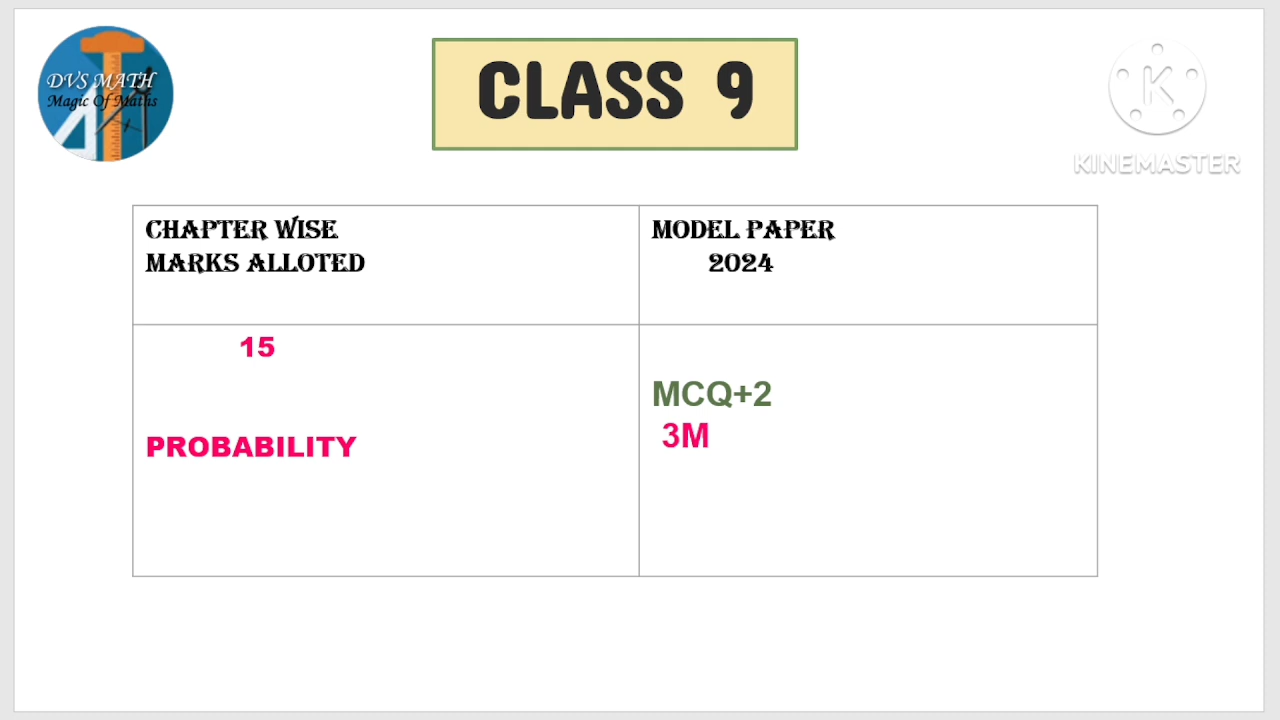 DV'S MATH
Magic Of Maths
CLASS 9
K
KINEMASTER
CHAPTER WISE
MARKS ALLOTED
MODEL PAPER
2024
15
PROBABILITY
MCQ+2
3M